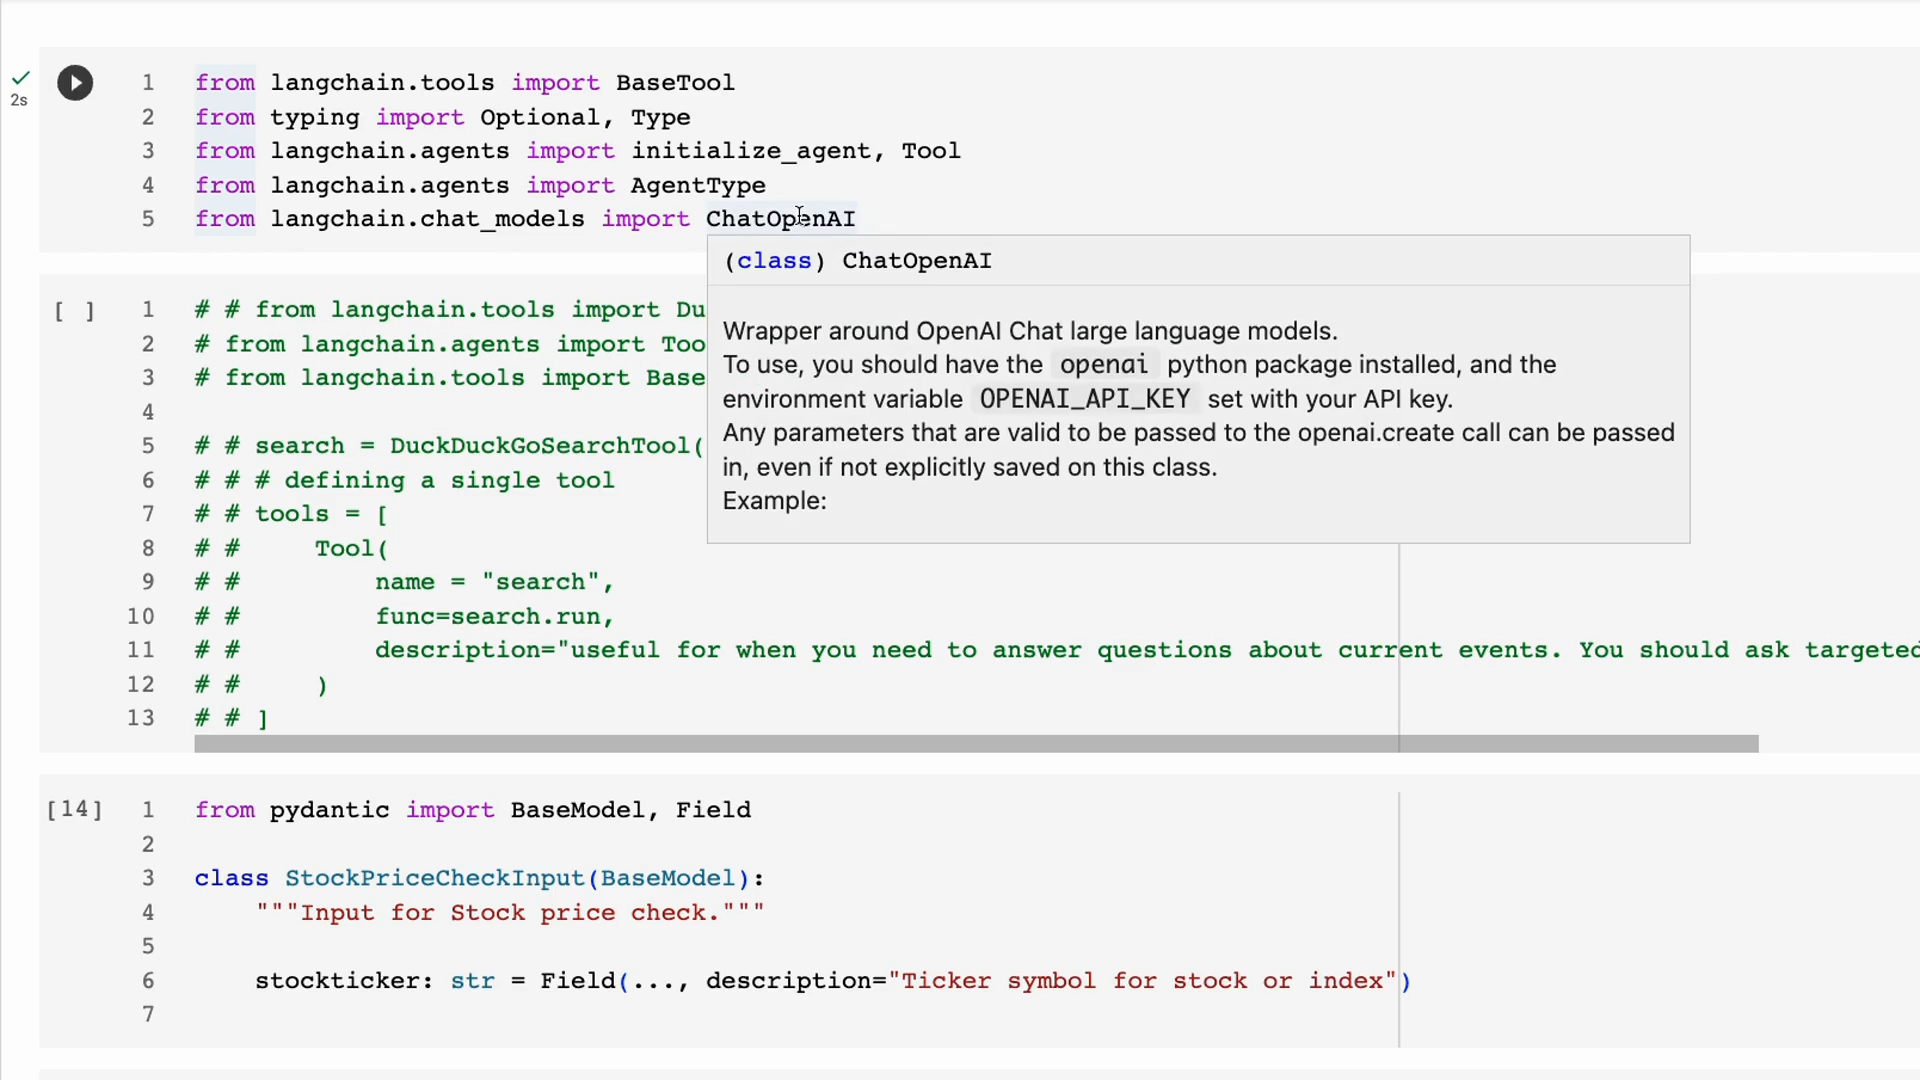 2s
1 from langchain.tools import BaseTool
2 from typing import Optional, Type
3 from langchain.agents import initialize_agent, Tool
4 from langchain.agents import AgentType
5 from langchain.chat_models import ChatOpenAI
(class) ChatOpenAI
Wrapper around OpenAI Chat large language models.
To use, you should have the openai python package installed, and the
environment variable OPENAI_API_KEY set with your API key.
Any parameters that are valid to be passed to the openai.create call can be passed
in, even if not explicitly saved on this class.
Example:
[ ] 1 # # from langchain.tools import Du
2 # from langchain.agents import Too
3 # from langchain.tools import Base
4
5 # # search = DuckDuckGoSearchTool(
6 # # # defining a single tool
7 # # tools = [
8 # #     Tool(
9 # #         name = "search",
10 # #         func=search.run,
11 # #         description="useful for when you need to answer questions about current events. You should ask targeted
12 # #     )
13 # # ]
[14] 1 from pydantic import BaseModel, Field
2
3 class StockPriceCheckInput(BaseModel):
4     """Input for Stock price check."""
5
6     stockticker: str = Field(..., description="Ticker symbol for stock or index")
7